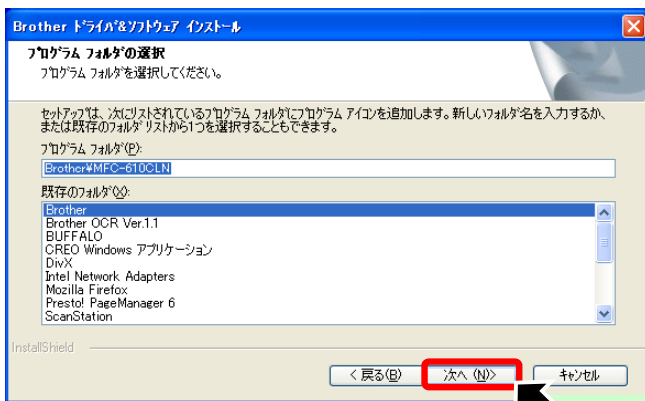 Brother ﾄﾞﾗｲﾊﾞ&ｿﾌﾄｳｪｱ ｲﾝｽﾄｰﾙ
ﾌﾟﾛｸﾞﾗﾑ ﾌｫﾙﾀﾞの選択
ﾌﾟﾛｸﾞﾗﾑ ﾌｫﾙﾀﾞを選択してください。
ｾｯﾄｱｯﾌﾟは、次にﾘｽﾄされているﾌﾟﾛｸﾞﾗﾑ ﾌｫﾙﾀﾞにﾌﾟﾛｸﾞﾗﾑ ｱｲｺﾝを追加します。新しいﾌｫﾙﾀﾞ名を入力するか、
または既存のﾌｫﾙﾀﾞ ﾘｽﾄから1つを選択することもできます。
ﾌﾟﾛｸﾞﾗﾑ ﾌｫﾙﾀﾞ(P):
Brother¥MFC-610CLN
既存のﾌｫﾙﾀﾞ(X):
Brother
Brother OCR Ver.1.1
BUFFALO
CREO Windows アプリケーション
DivX
Intel Network Adapters
Mozilla Firefox
Presto! PageManager 6
ScanStation
InstallShield
< 戻る(B) 次へ (N)> ｷｬﾝｾﾙ